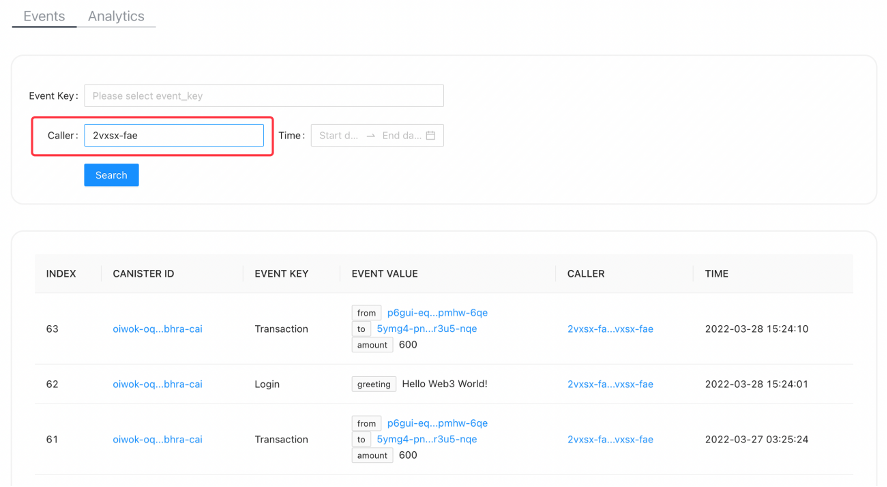 Events Analytics
Event Key: Please select event_key
Caller: 2vxsx-fae Time: Start d... → End da...
Search
INDEX CANISTER ID EVENT KEY EVENT VALUE CALLER TIME
from p6gui-eq...pmhw-6qe
63 oiwok-oq...bhra-cai Transaction to 5ymg4-pn...r3u5-nqe 2vxsx-fa...vxsx-fae 2022-03-28 15:24:10
amount 600
62 oiwok-oq...bhra-cai Login greeting Hello Web3 World! 2vxsx-fa...vxsx-fae 2022-03-28 15:24:01
from p6gui-eq...pmhw-6qe
61 oiwok-oq...bhra-cai Transaction to 5ymg4-pn...r3u5-nqe 2vxsx-fa...vxsx-fae 2022-03-27 03:25:24
amount 600